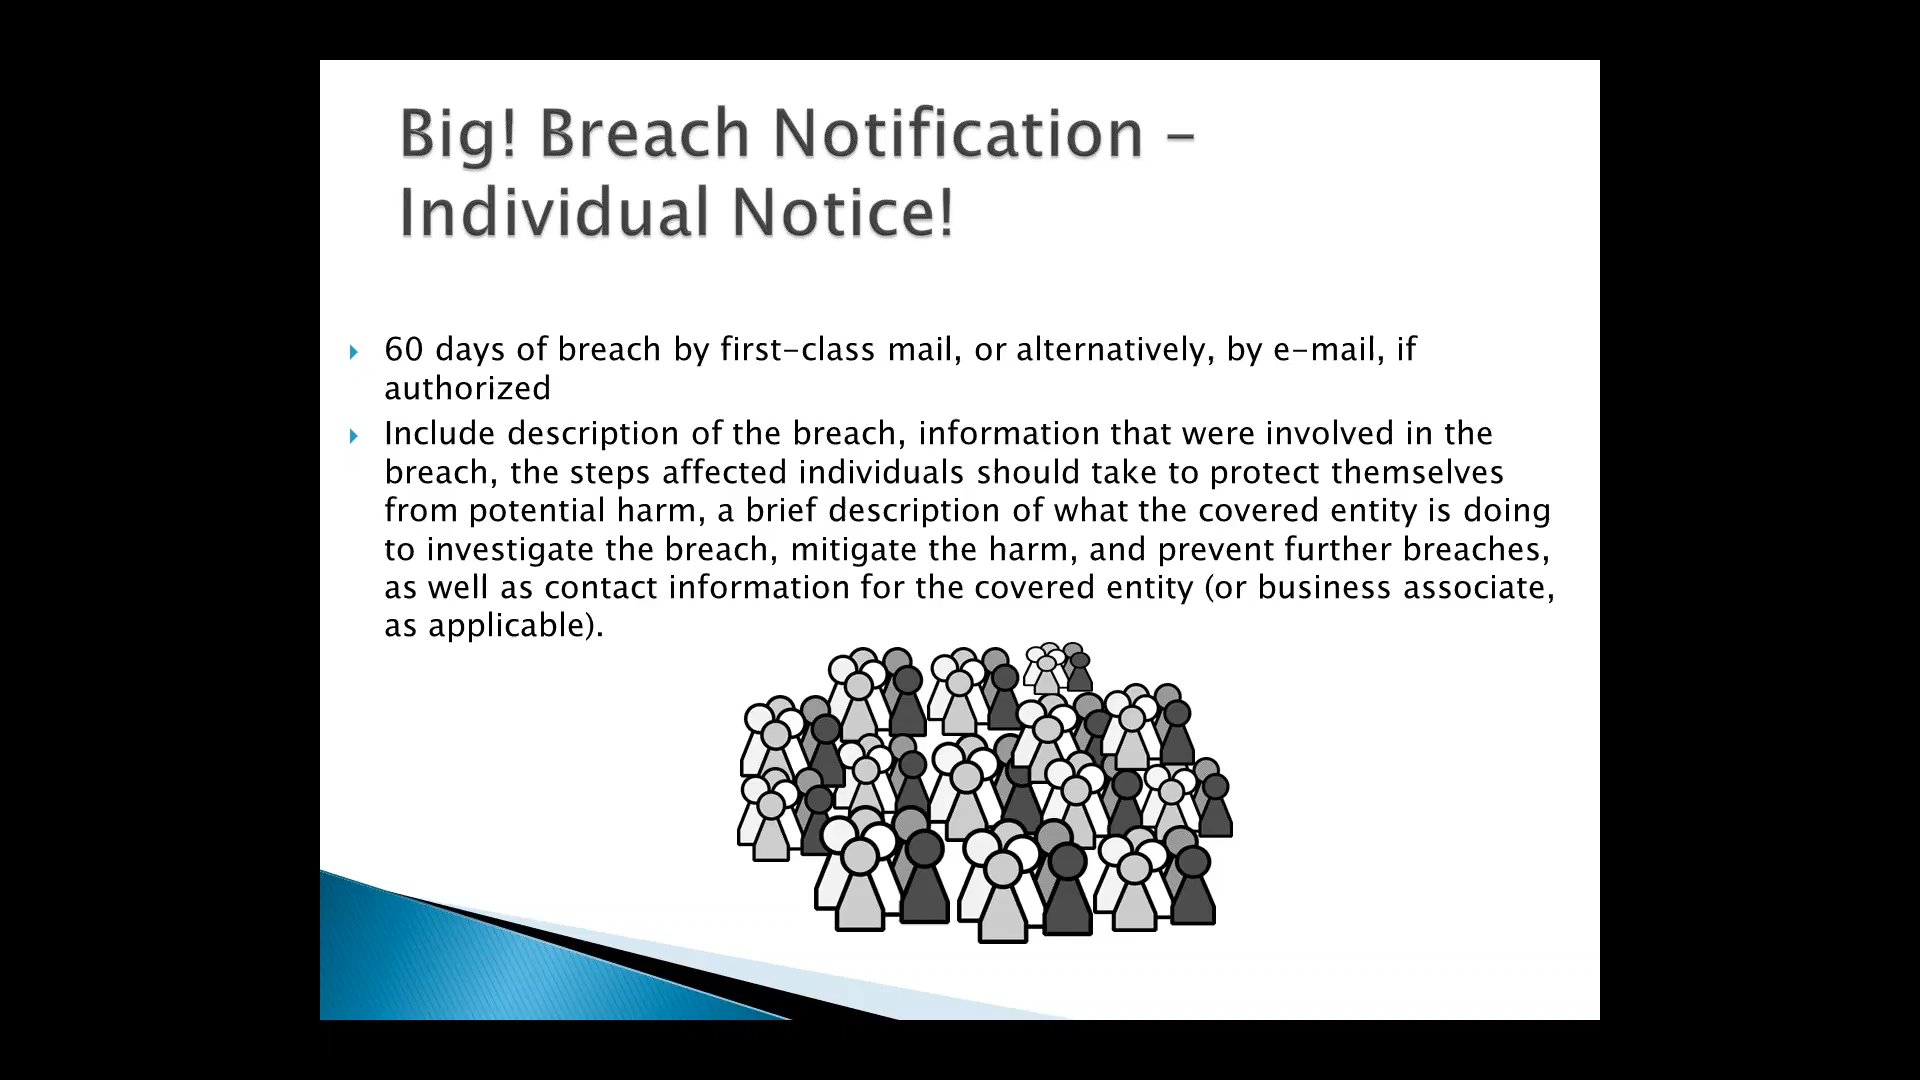 Big! Breach Notification –
Individual Notice!
60 days of breach by first-class mail, or alternatively, by e-mail, if
authorized
Include description of the breach, information that were involved in the
breach, the steps affected individuals should take to protect themselves
from potential harm, a brief description of what the covered entity is doing
to investigate the breach, mitigate the harm, and prevent further breaches,
as well as contact information for the covered entity (or business associate,
as applicable).